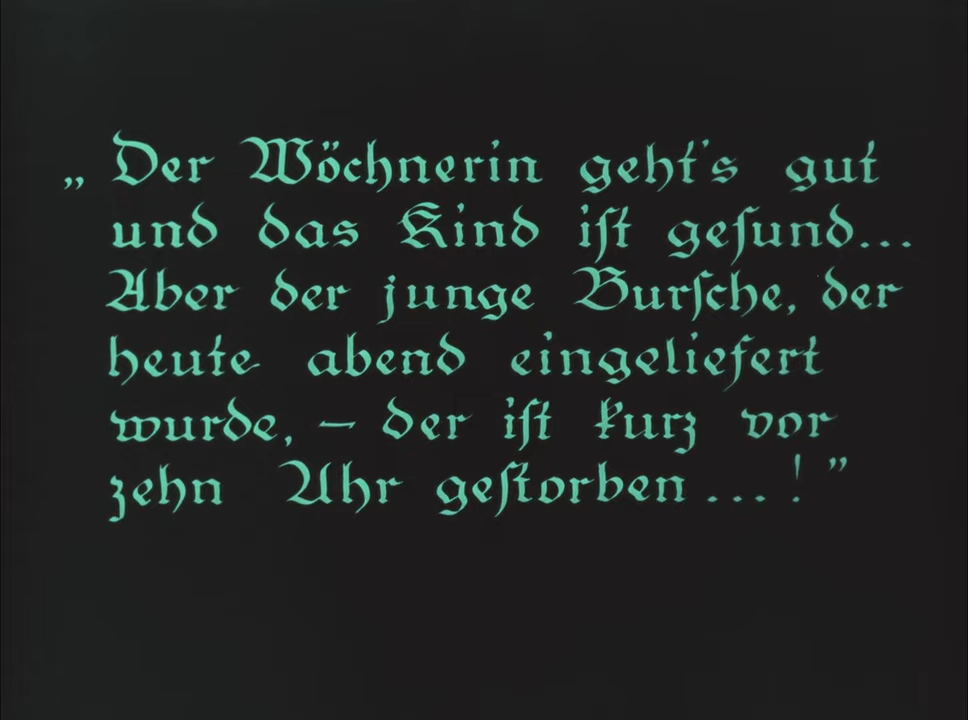 „Der Wöchnerin geht's gut
und das Kind iſt geſund...
Aber der junge Burſche, der
heute abend eingeliefert
wurde, – der iſt kurz vor
zehn Uhr geſtorben...!”